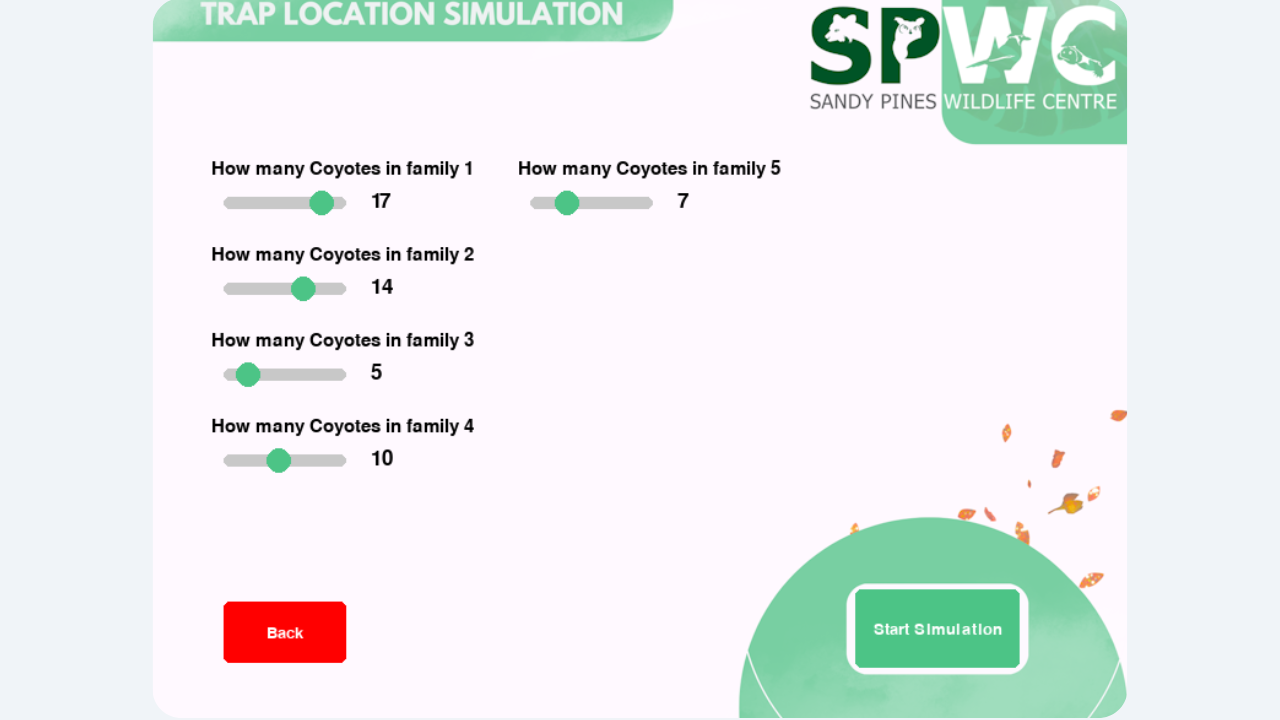 TRAP LOCATION SIMULATION
SPWC
SANDY PINES WILDLIFE CENTRE
How many Coyotes in family 1
17
How many Coyotes in family 5
7
How many Coyotes in family 2
14
How many Coyotes in family 3
5
How many Coyotes in family 4
10
Back
Start Simulation